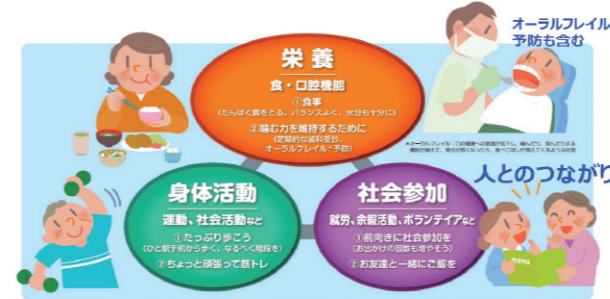 オーラルフレイル
予防も含む
栄養
食・口腔機能
①食事
(たんぱく質をとる、バランスよく、水分も十分に)
②噛む力を維持するために
(定期的な歯科受診、
オーラルフレイル*予防)
人とのつながり
身体活動
運動、社会活動など
①たっぷり歩こう
(ひと駅手前から歩く、なるべく階段を)
②ちょっと頑張って筋トレ
社会参加
就労、余暇活動、ボランティアなど
①前向きに社会参加を
(お出かけの回数も増やそう)
②お友達と一緒にご飯を